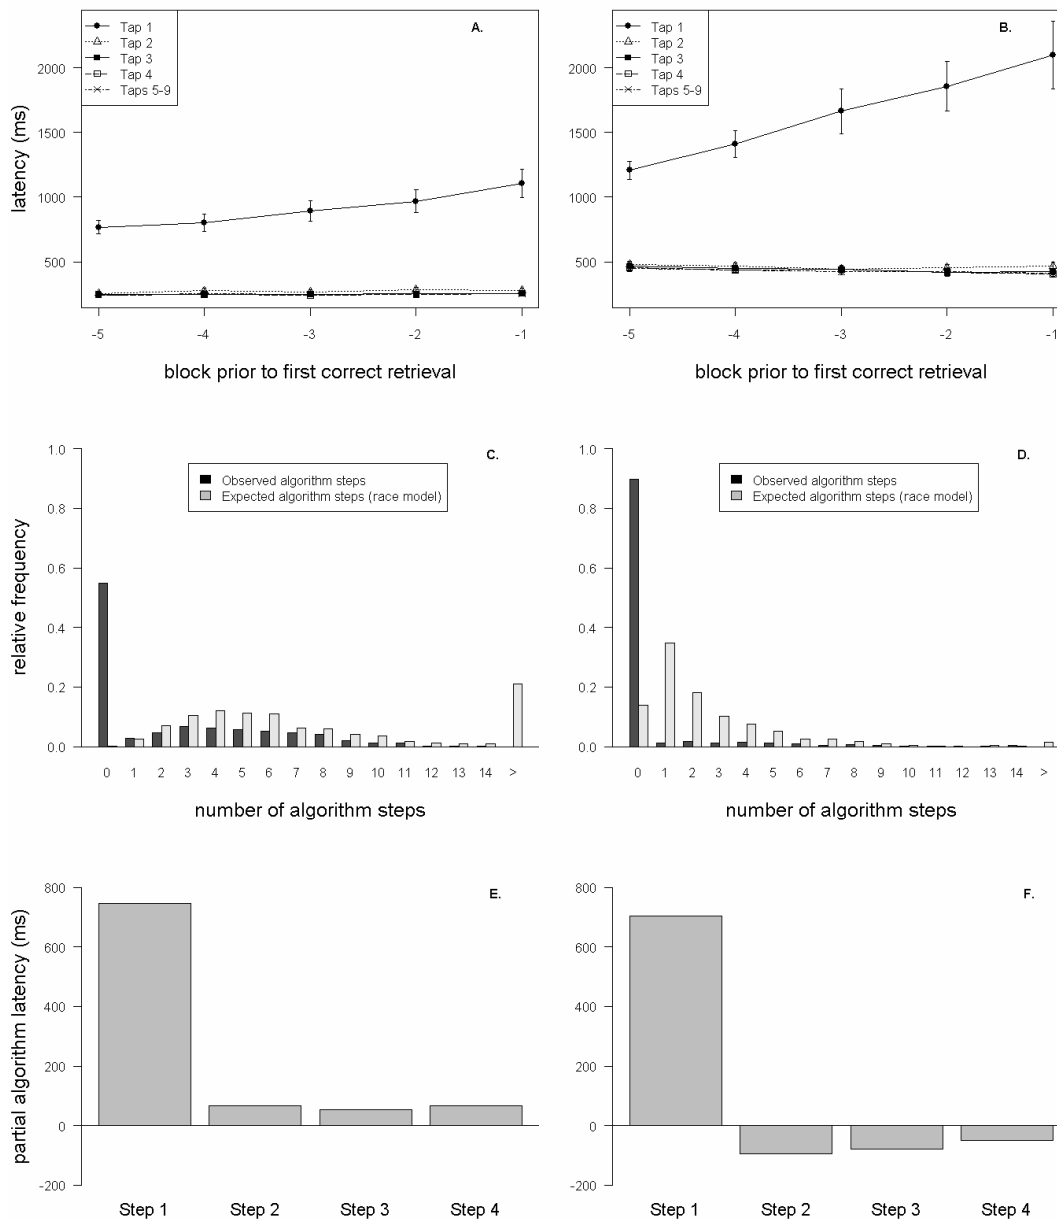 A.
Tap 1
Tap 2
Tap 3
Tap 4
Taps 5-9
latency (ms)
2000
1500
1000
500
-5 -4 -3 -2 -1
block prior to first correct retrieval
B.
Tap 1
Tap 2
Tap 3
Tap 4
Taps 5-9
2000
1500
1000
500
-5 -4 -3 -2 -1
block prior to first correct retrieval
C.
Observed algorithm steps
Expected algorithm steps (race model)
relative frequency
1.0
0.8
0.6
0.4
0.2
0.0
0 1 2 3 4 5 6 7 8 9 10 11 12 13 14 >
number of algorithm steps
D.
Observed algorithm steps
Expected algorithm steps (race model)
1.0
0.8
0.6
0.4
0.2
0.0
0 1 2 3 4 5 6 7 8 9 10 11 12 13 14 >
number of algorithm steps
E.
partial algorithm latency (ms)
800
600
400
200
0
-200
Step 1 Step 2 Step 3 Step 4
F.
800
600
400
200
0
-200
Step 1 Step 2 Step 3 Step 4